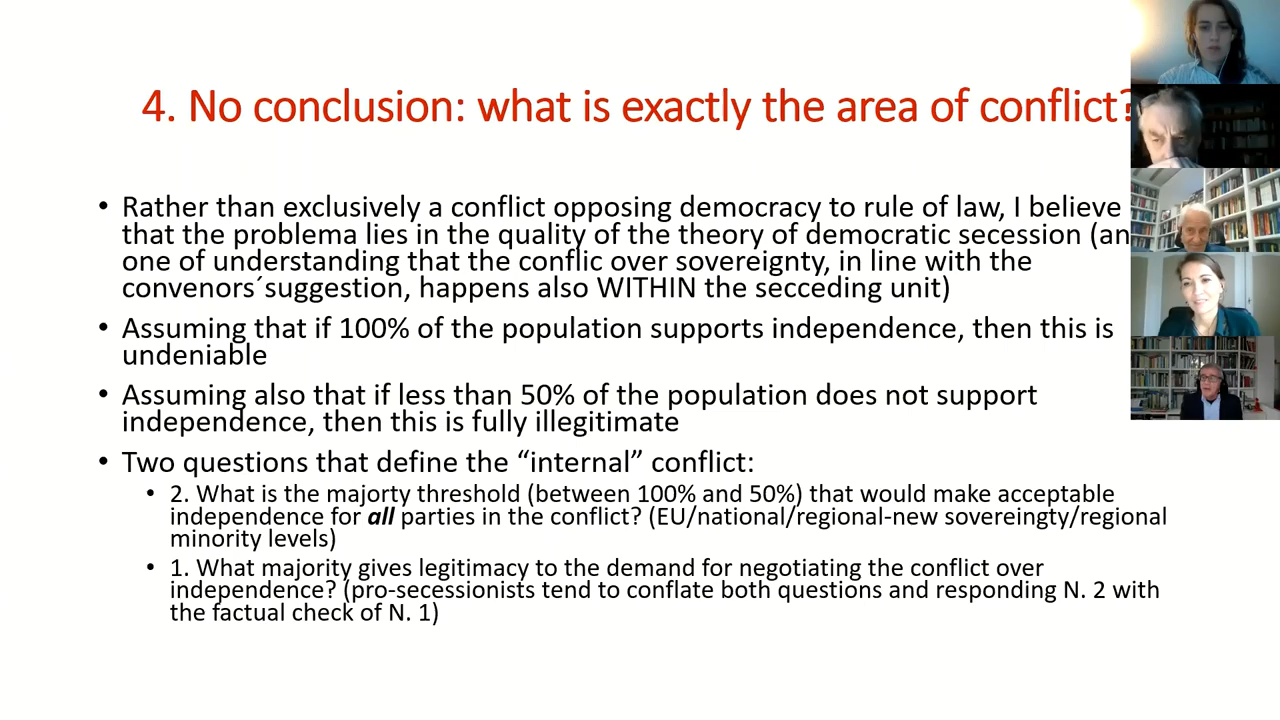 4. No conclusion: what is exactly the area of conflict?
• Rather than exclusively a conflict opposing democracy to rule of law, I believe
that the problema lies in the quality of the theory of democratic secession (an
one of understanding that the conflic over sovereignty, in line with the
convenors´suggestion, happens also WITHIN the secceding unit)
• Assuming that if 100% of the population supports independence, then this is
undeniable
• Assuming also that if less than 50% of the population does not support
independence, then this is fully illegitimate
• Two questions that define the “internal” conflict:
• 2. What is the majorty threshold (between 100% and 50%) that would make acceptable
independence for all parties in the conflict? (EU/national/regional-new sovereingty/regional
minority levels)
• 1. What majority gives legitimacy to the demand for negotiating the conflict over
independence? (pro-secessionists tend to conflate both questions and responding N. 2 with
the factual check of N. 1)